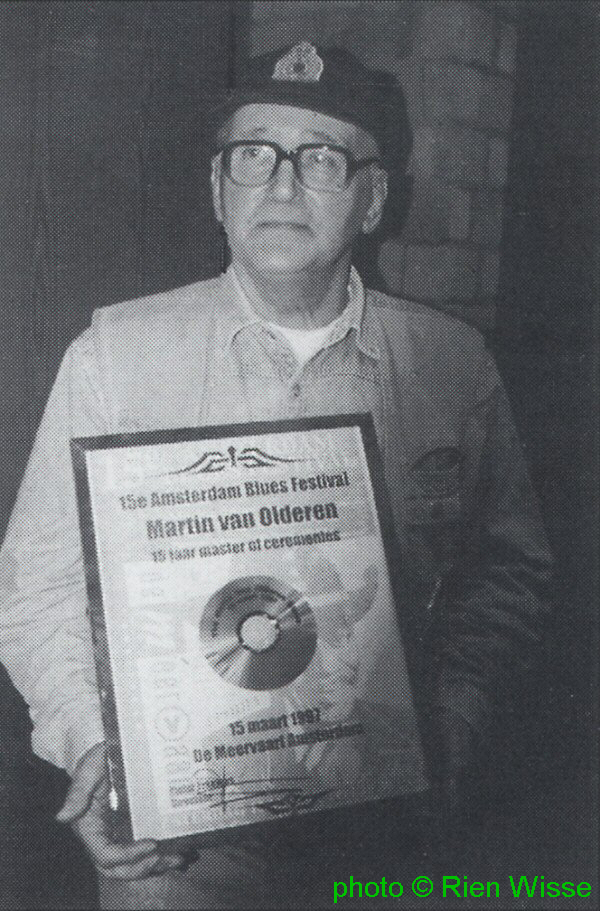 15e Amsterdam Blues Festival
Martin van Olderen
15 jaar master of ceremonies
15 maart 1997
De Meervaart Amsterdam
photo © Rien Wisse